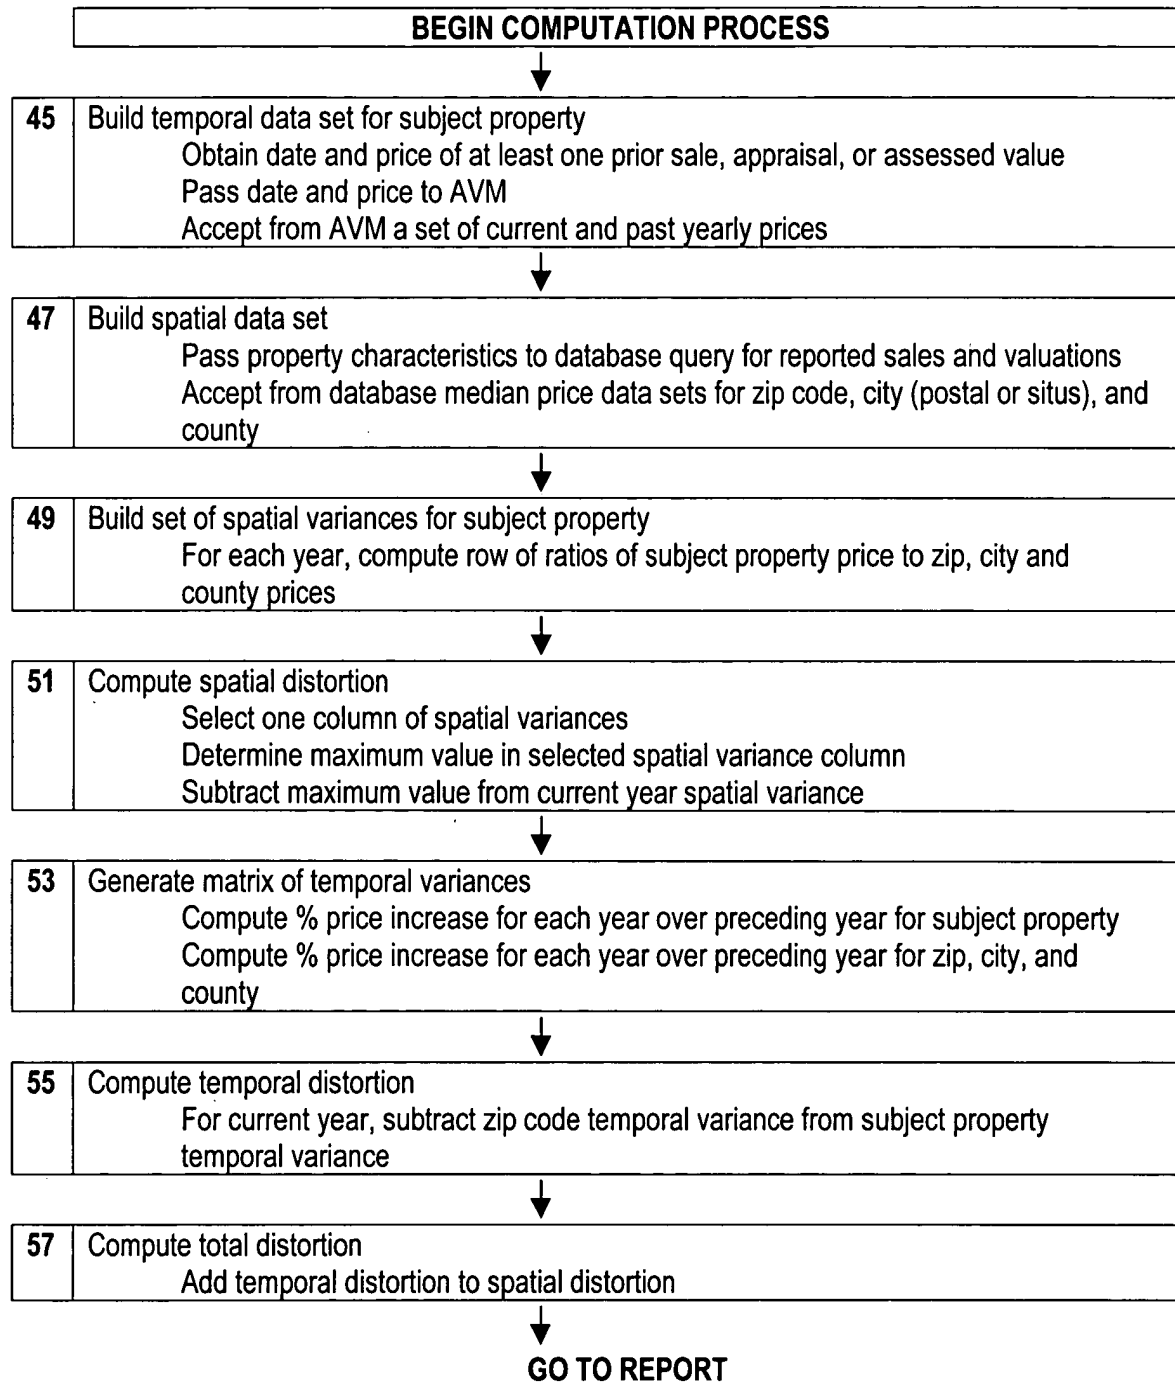 BEGIN COMPUTATION PROCESS
45 Build temporal data set for subject property
Obtain date and price of at least one prior sale, appraisal, or assessed value
Pass date and price to AVM
Accept from AVM a set of current and past yearly prices
47 Build spatial data set
Pass property characteristics to database query for reported sales and valuations
Accept from database median price data sets for zip code, city (postal or situs), and
county
49 Build set of spatial variances for subject property
For each year, compute row of ratios of subject property price to zip, city and
county prices
51 Compute spatial distortion
Select one column of spatial variances
Determine maximum value in selected spatial variance column
Subtract maximum value from current year spatial variance
53 Generate matrix of temporal variances
Compute % price increase for each year over preceding year for subject property
Compute % price increase for each year over preceding year for zip, city, and
county
55 Compute temporal distortion
For current year, subtract zip code temporal variance from subject property
temporal variance
57 Compute total distortion
Add temporal distortion to spatial distortion
GO TO REPORT